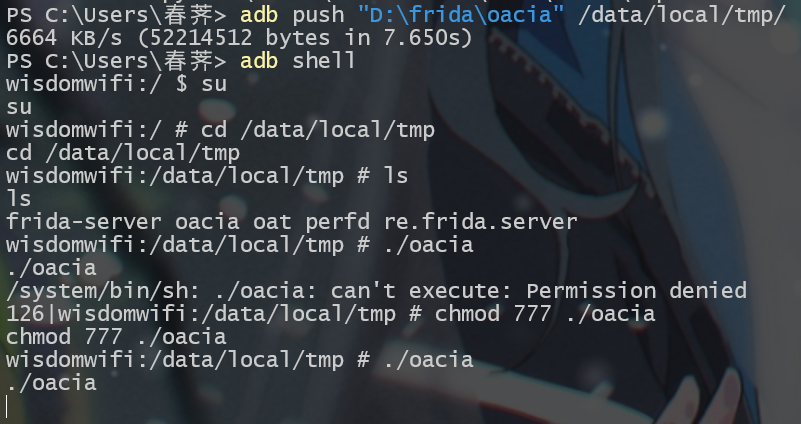 PS C:\Users\春荠> adb push "D:\frida\oacia" /data/local/tmp/
6664 KB/s (52214512 bytes in 7.650s)
PS C:\Users\春荠> adb shell
wisdomwifi:/ $ su
su
wisdomwifi:/ # cd /data/local/tmp
cd /data/local/tmp
wisdomwifi:/data/local/tmp # ls
ls
frida-server oacia oat perfd re.frida.server
wisdomwifi:/data/local/tmp # ./oacia
./oacia
/system/bin/sh: ./oacia: can't execute: Permission denied
126|wisdomwifi:/data/local/tmp # chmod 777 ./oacia
chmod 777 ./oacia
wisdomwifi:/data/local/tmp # ./oacia
./oacia